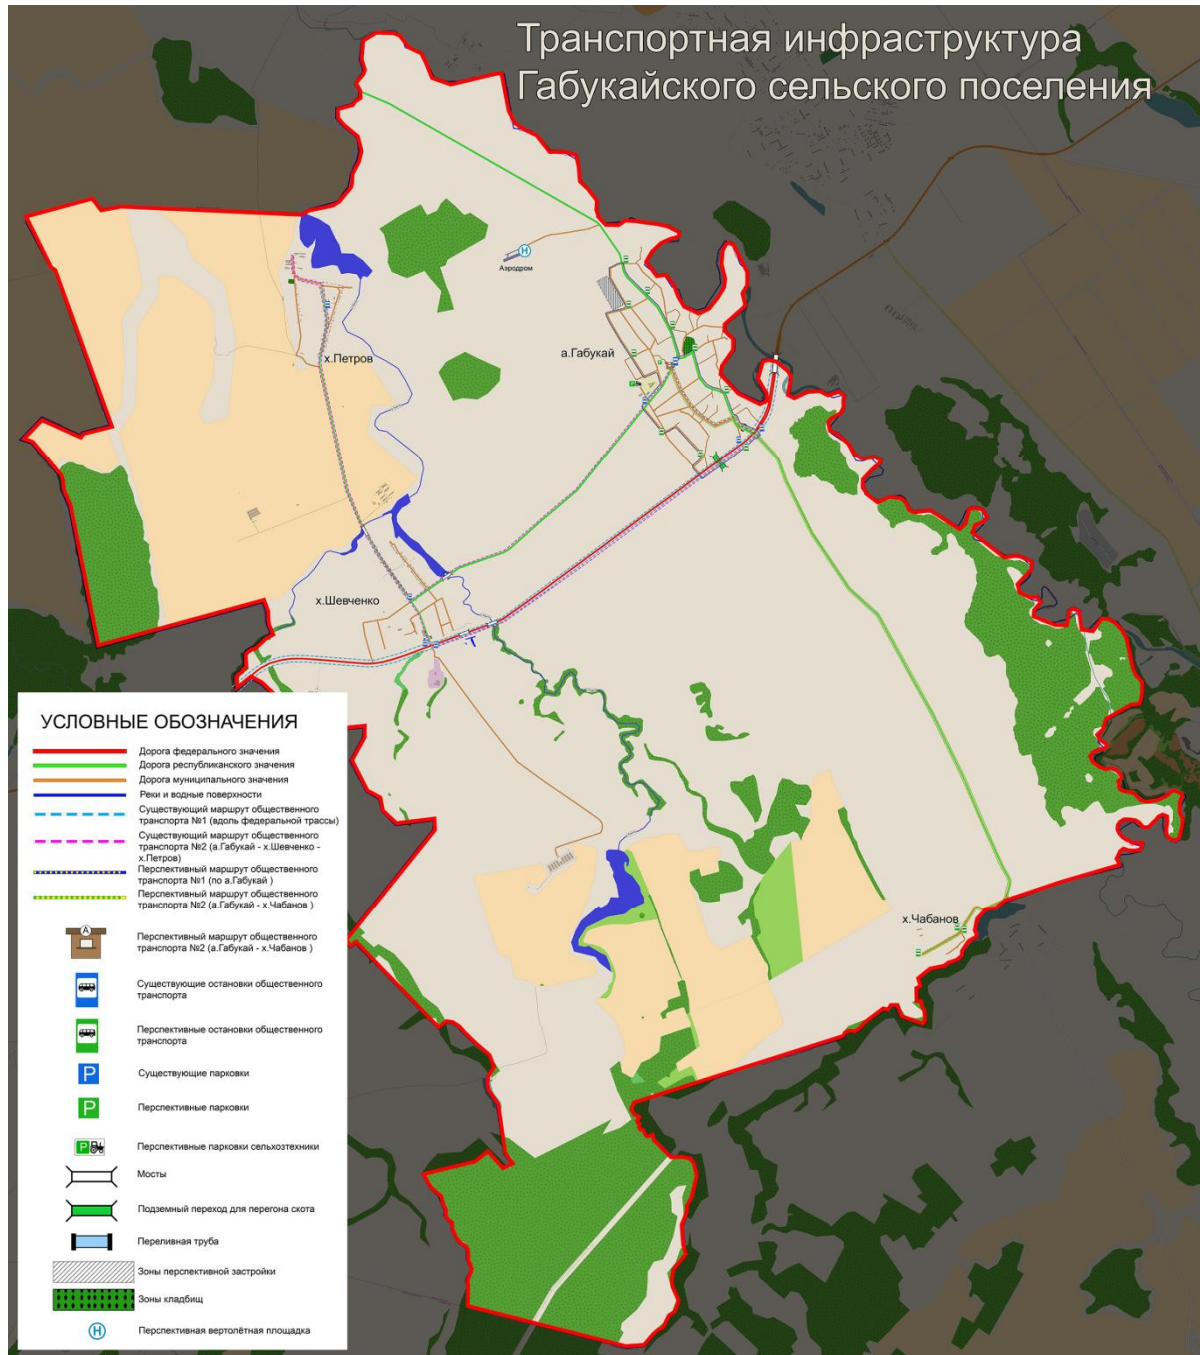 Транспортная инфраструктура
Габукайского сельского поселения
Аэродром
а.Габукай
х.Петров
х.Шевченко
х.Чабанов
УСЛОВНЫЕ ОБОЗНАЧЕНИЯ
Дорога федерального значения
Дорога республиканского значения
Дорога муниципального значения
Реки и водные поверхности
Существующий маршрут общественного
транспорта №1 (вдоль федеральной трассы)
Существующий маршрут общественного
транспорта №2 (а.Габукай - х.Шевченко -
х.Петров)
Перспективный маршрут общественного
транспорта №1 (по а.Габукай )
Перспективный маршрут общественного
транспорта №2 (а.Габукай - х.Чабанов )
А
Перспективный маршрут общественного
транспорта №2 (а.Габукай - х.Чабанов )
Существующие остановки общественного
транспорта
Перспективные остановки общественного
транспорта
P
Существующие парковки
P
Перспективные парковки
P
Перспективные парковки сельхозтехники
Мосты
Подземный переход для перегона скота
Переливная труба
Зоны перспективной застройки
Зоны кладбищ
H
Перспективная вертолётная площадка